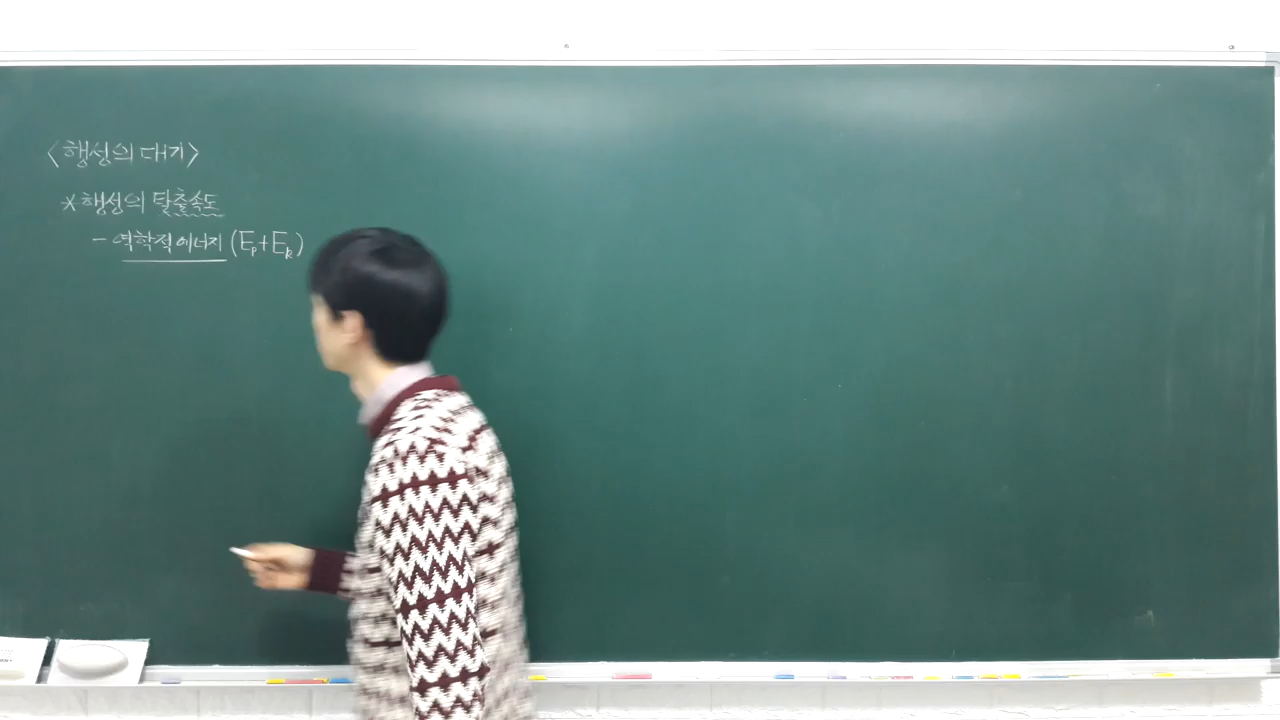 <행성의 대기>
* 행성의 탈출속도
- 역학적 에너지 (Ep+Ek)